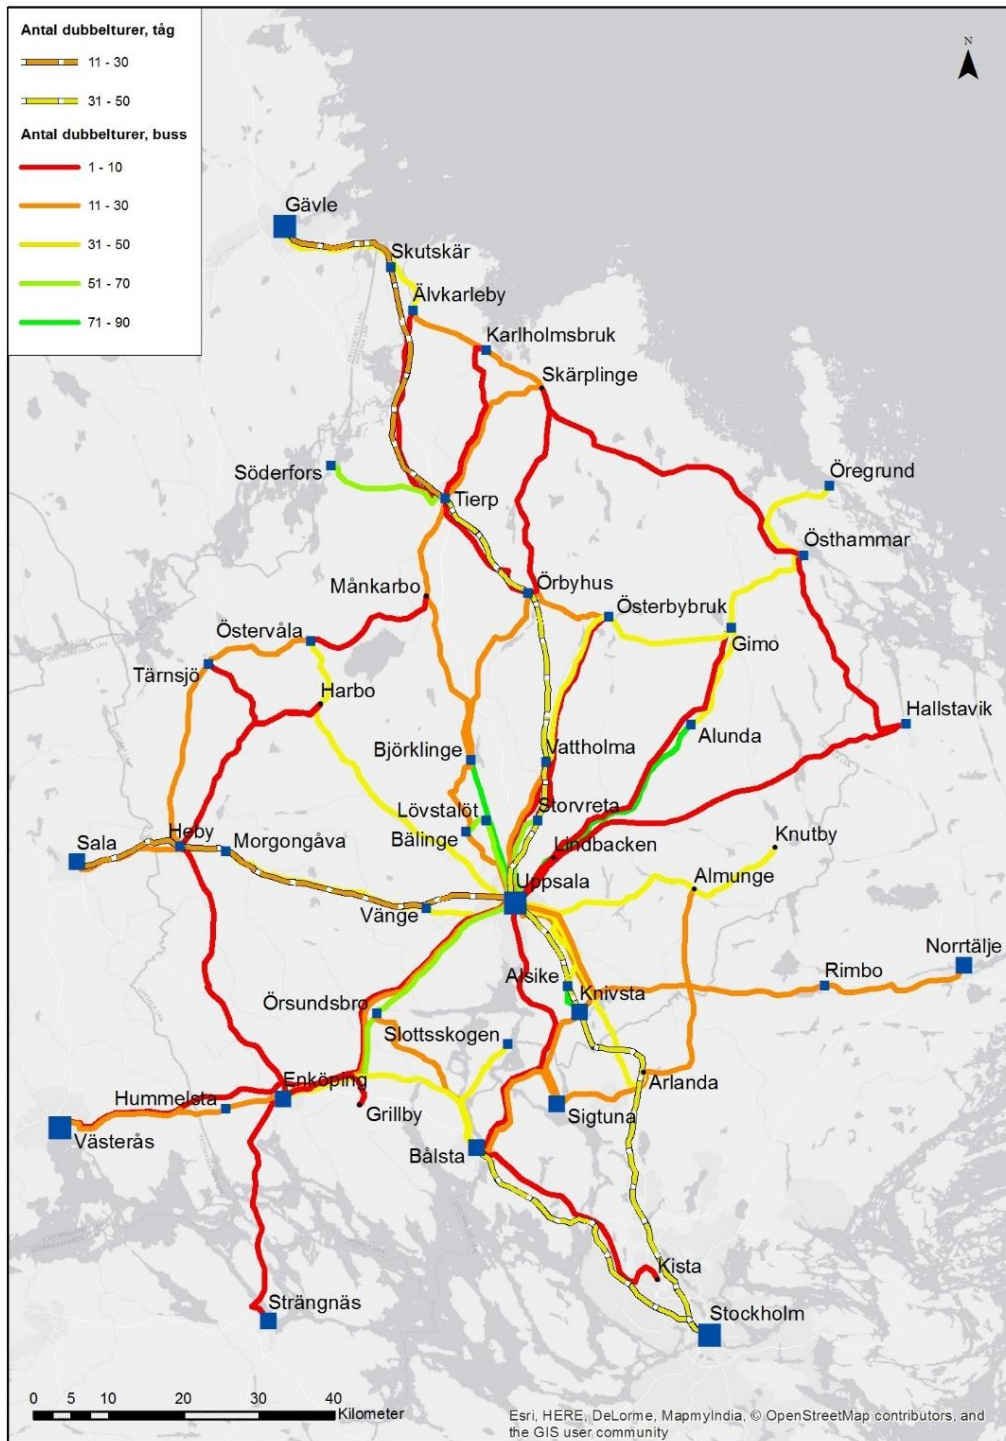 Antal dubbelturer, tåg
11 - 30
31 - 50
Antal dubbelturer, buss
1 - 10
11 - 30
31 - 50
51 - 70
71 - 90
N
Gävle
Skutskär
Älvkarleby
Karlholmsbruk
Skärplinge
Söderfors
Tierp
Öregrund
Östhammar
Månkarbo
Örbyhus
Österbybruk
Gimo
Östervåla
Tärnsjö
Harbo
Hallstavik
Alunda
Björklinge
Vattholma
Lövstalöt
Storvreta
Bälinge
Lindbacken
Knutby
Sala
Heby
Morgongåva
Almunge
Uppsala
Vänge
Norrtälje
Rimbo
Alsike
Knivsta
Örsundsbro
Slottsskogen
Arlanda
Enköping
Hummelsta
Grillby
Sigtuna
Västerås
Bålsta
Kista
Strängnäs
Stockholm
0 10 20 30 40
Kilometer
Esri, HERE, DeLorme, MapmyIndia, © OpenStreetMap contributors, and
the GIS user community